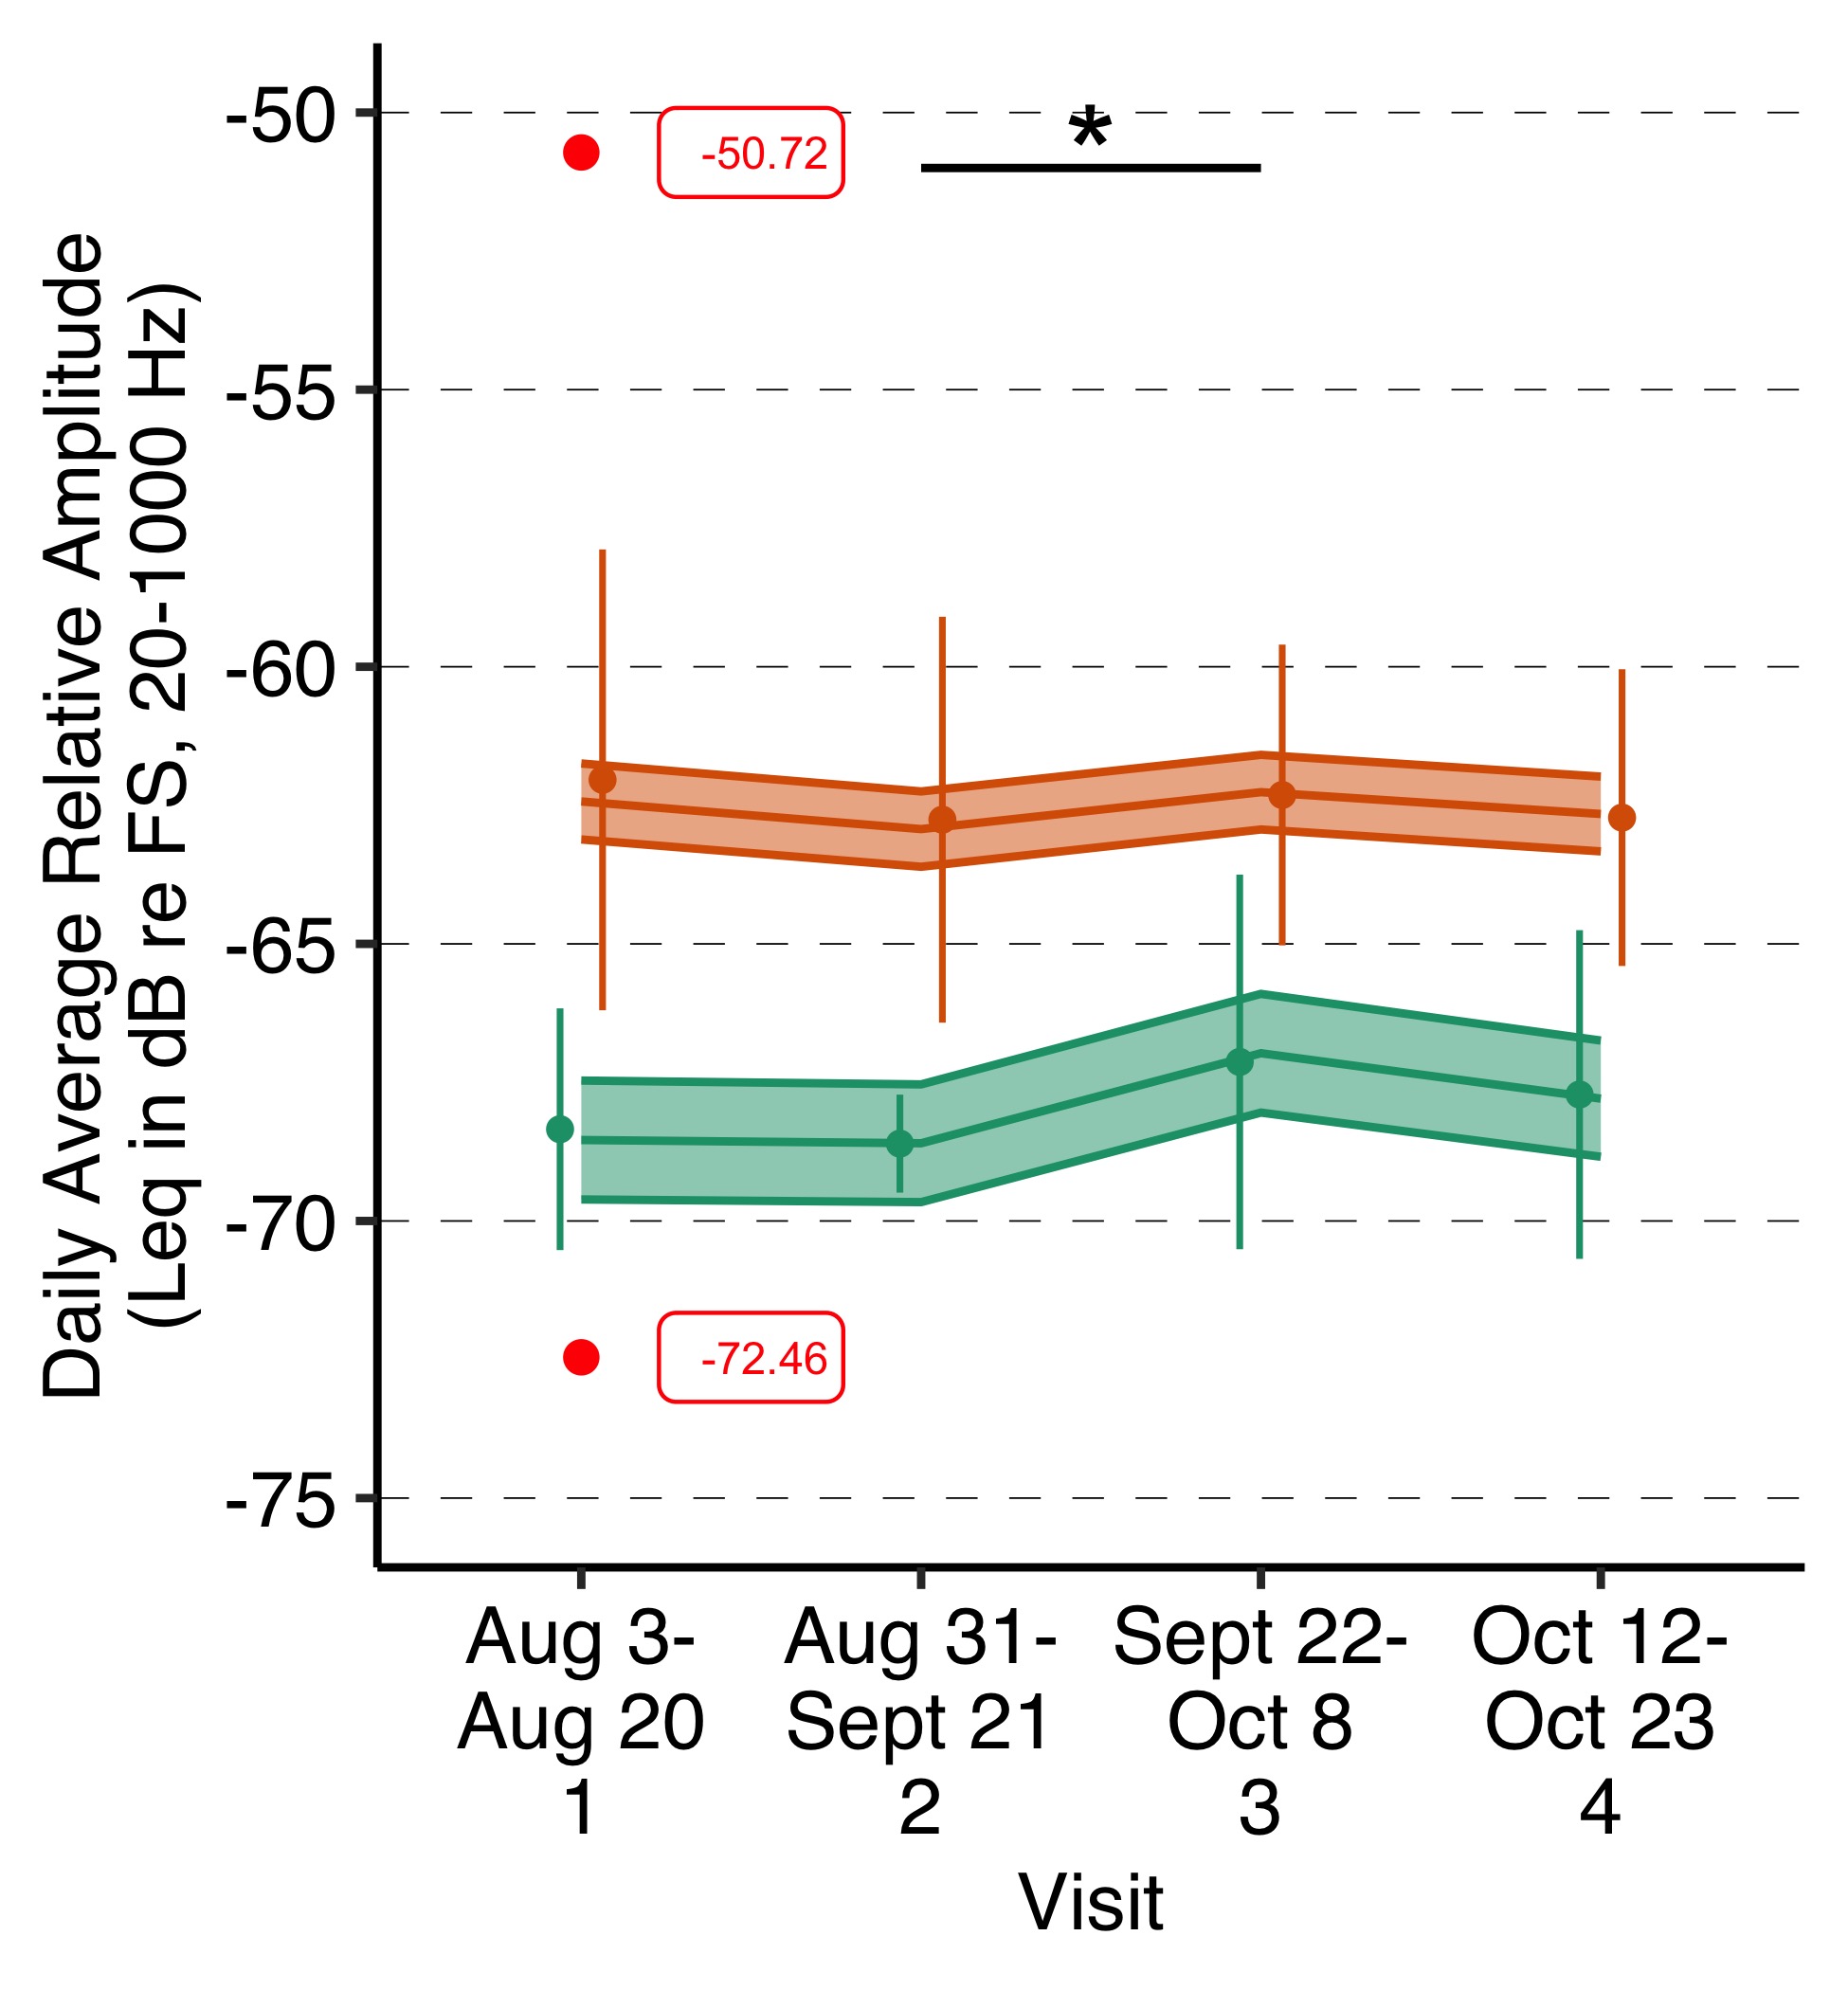 Daily Average Relative Amplitude
(Leq in dB re FS, 20-1000 Hz)
-50
-55
-60
-65
-70
-75
-50.72
*
-72.46
Aug 3-
Aug 20
1
Aug 31-
Sept 21
2
Sept 22-
Oct 8
3
Oct 12-
Oct 23
4
Visit